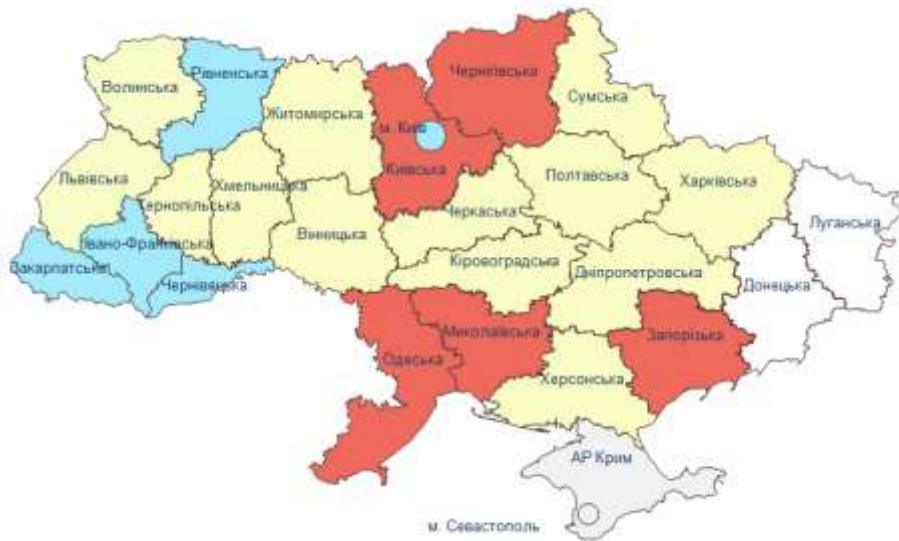 Волинська
Рівненська
Житомирська
м. Київ
Київська
Чернігівська
Сумська
Львівська
Тернопільська
Хмельницька
Вінницька
Черкаська
Полтавська
Харківська
Луганська
Закарпатська
Івано-Франківська
Чернівецька
Кіровоградська
Дніпропетровська
Донецька
Одеська
Миколаївська
Запорізька
Херсонська
АР Крим
м. Севастополь